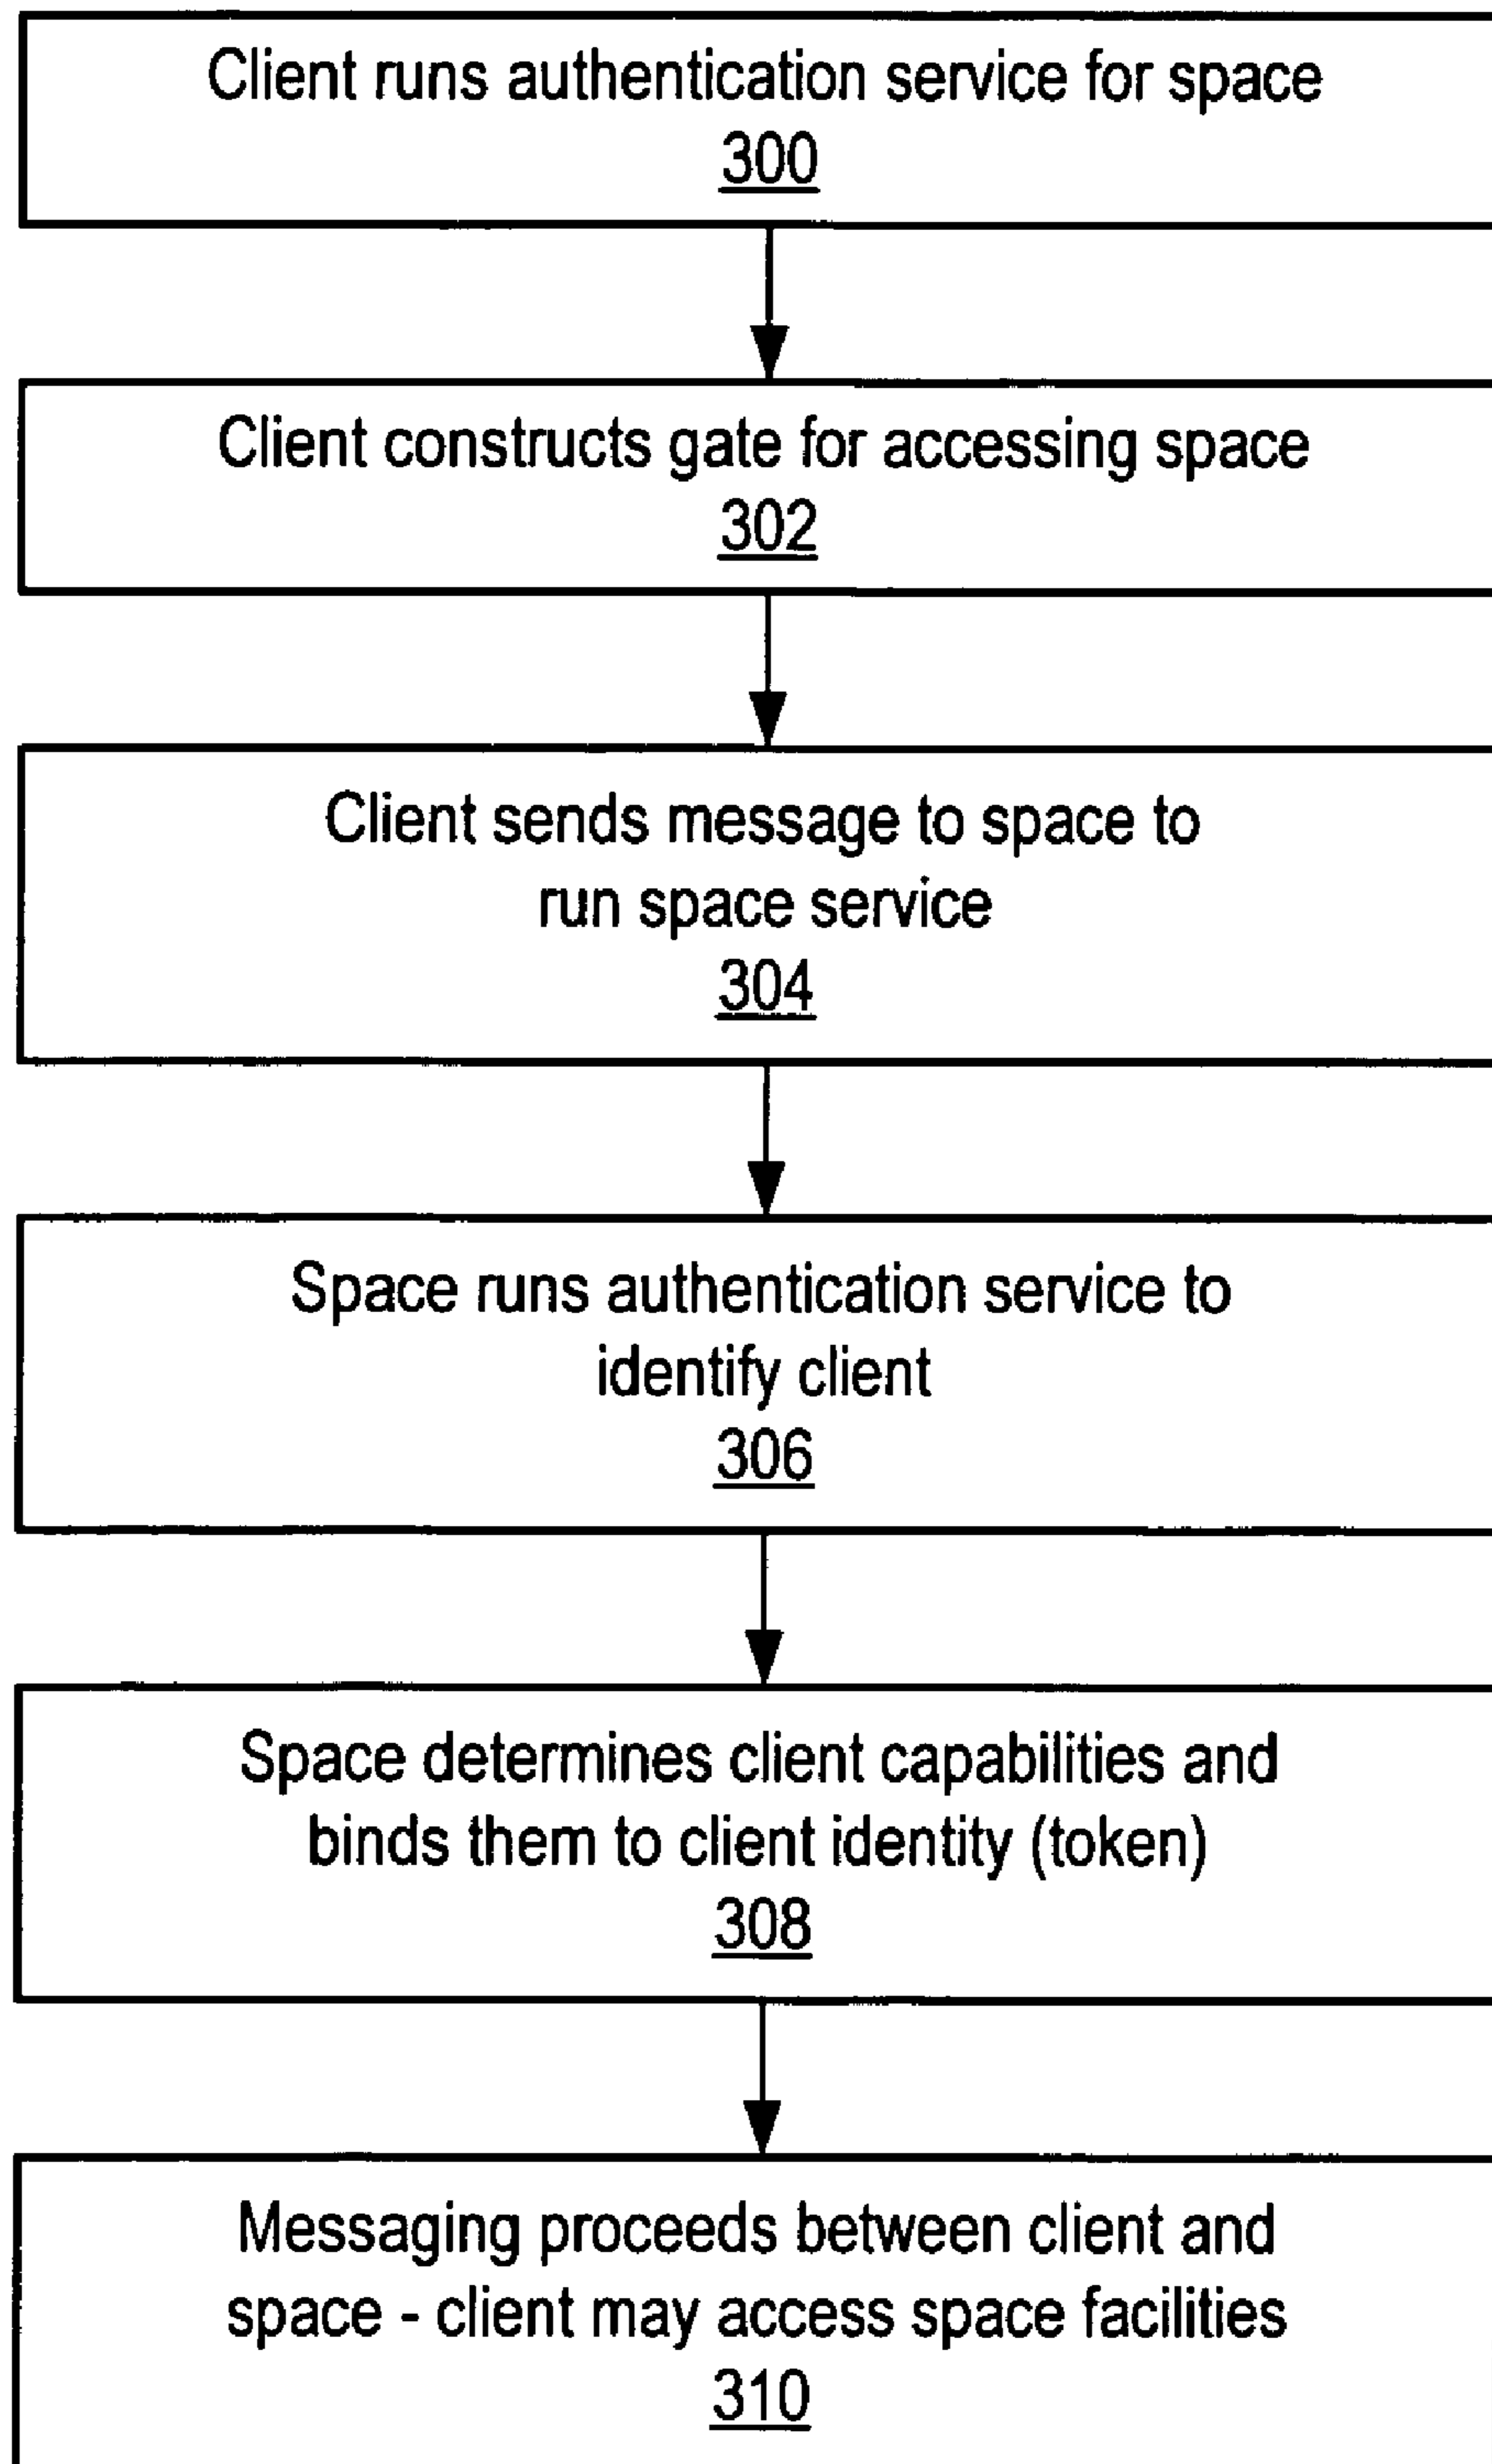 Client runs authentication service for space
300
Client constructs gate for accessing space
302
Client sends message to space to
run space service
304
Space runs authentication service to
identify client
306
Space determines client capabilities and
binds them to client identity (token)
308
Messaging proceeds between client and
space - client may access space facilities
310